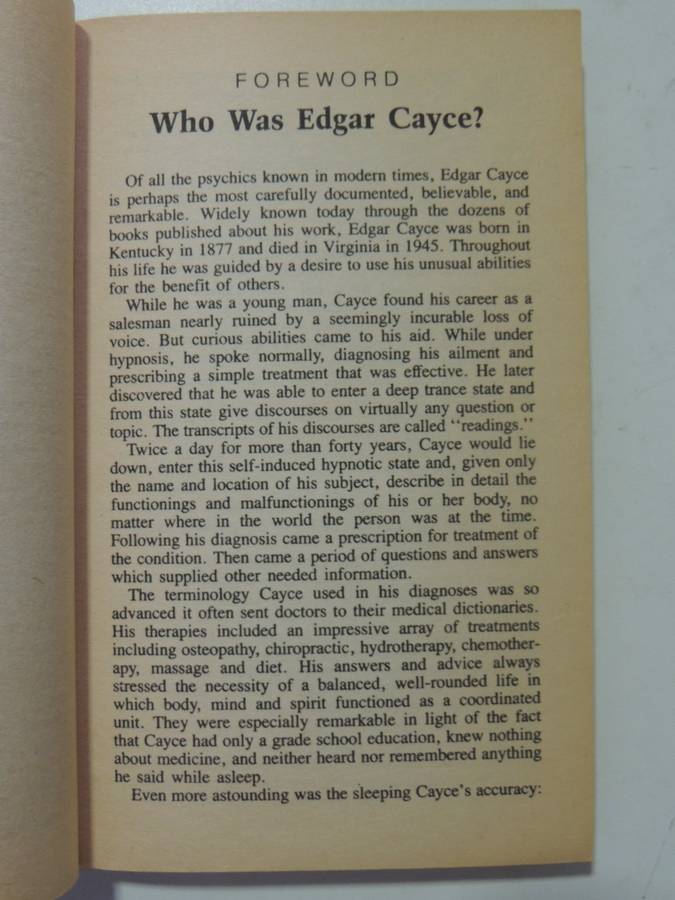 FOREWORD
Who Was Edgar Cayce?
Of all the psychics known in modern times, Edgar Cayce
is perhaps the most carefully documented, believable, and
remarkable. Widely known today through the dozens of
books published about his work, Edgar Cayce was born in
Kentucky in 1877 and died in Virginia in 1945. Throughout
his life he was guided by a desire to use his unusual abilities
for the benefit of others.
While he was a young man, Cayce found his career as a
salesman nearly ruined by a seemingly incurable loss of
voice. But curious abilities came to his aid. While under
hypnosis, he spoke normally, diagnosing his ailment and
prescribing a simple treatment that was effective. He later
discovered that he was able to enter a deep trance state and
from this state give discourses on virtually any question or
topic. The transcripts of his discourses are called "readings."
Twice a day for more than forty years, Cayce would lie
down, enter this self-induced hypnotic state and, given only
the name and location of his subject, describe in detail the
functionings and malfunctionings of his or her body, no
matter where in the world the person was at the time.
Following his diagnosis came a prescription for treatment of
the condition. Then came a period of questions and answers
which supplied other needed information.
The terminology Cayce used in his diagnoses was so
advanced it often sent doctors to their medical dictionaries.
His therapies included an impressive array of treatments
including osteopathy, chiropractic, hydrotherapy, chemother-
apy, massage and diet. His answers and advice always
stressed the necessity of a balanced, well-rounded life in
which body, mind and spirit functioned as a coordinated
unit. They were especially remarkable in light of the fact
that Cayce had only a grade school education, knew nothing
about medicine, and neither heard nor remembered anything
he said while asleep.
Even more astounding was the sleeping Cayce's accuracy: